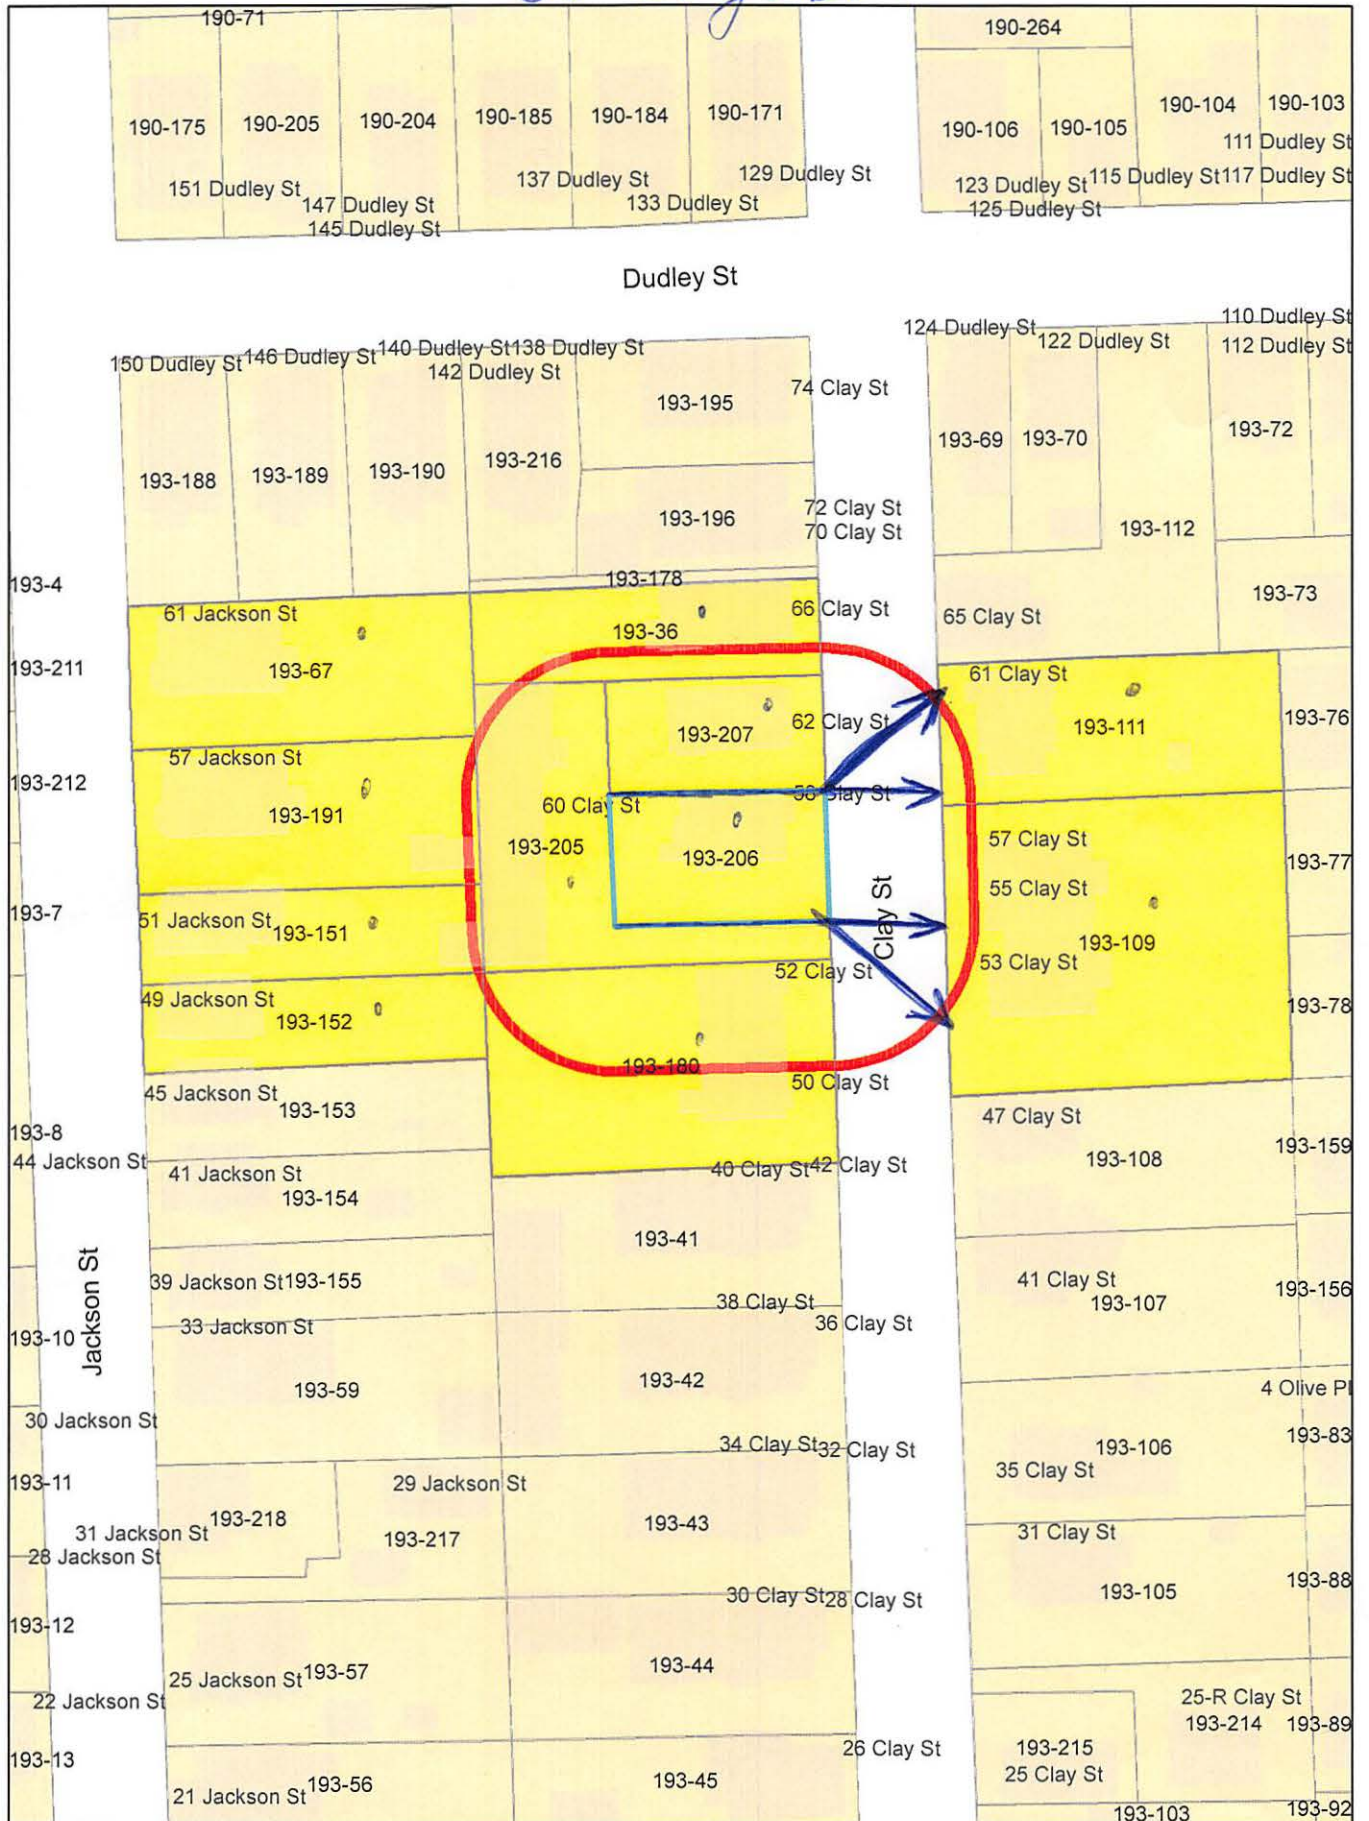 190-71
190-264
190-175 190-205 190-204 190-185 190-184 190-171
190-106 190-105 190-104 190-103
111 Dudley St
151 Dudley St 137 Dudley St 129 Dudley St
123 Dudley St 115 Dudley St 117 Dudley St
147 Dudley St 133 Dudley St
125 Dudley St
145 Dudley St
Dudley St
124 Dudley St 110 Dudley St
150 Dudley St 146 Dudley St 140 Dudley St 138 Dudley St
122 Dudley St 112 Dudley St
142 Dudley St
74 Clay St
193-195
193-188 193-189 193-190 193-216
193-69 193-70 193-72
193-196
72 Clay St
70 Clay St
193-112
193-4
193-178
193-73
61 Jackson St
193-36
66 Clay St
65 Clay St
193-211
193-67
61 Clay St
193-207
62 Clay St
193-111
193-76
57 Jackson St
193-212
193-191
60 Clay St
58 Clay St
193-205
193-206
57 Clay St
193-77
55 Clay St
Clay St
193-7
51 Jackson St 193-151
193-109
52 Clay St
53 Clay St
49 Jackson St
193-152
193-78
193-180
50 Clay St
45 Jackson St
193-153
47 Clay St
193-8
44 Jackson St
41 Jackson St
193-154
40 Clay St 42 Clay St
193-108
193-159
193-41
Jackson St
39 Jackson St 193-155
41 Clay St
193-107
193-156
38 Clay St
36 Clay St
193-10
33 Jackson St
193-59
193-42
4 Olive Pl
30 Jackson St
34 Clay St 32 Clay St
193-106
193-83
35 Clay St
193-11
29 Jackson St
193-218
193-217
193-43
31 Jackson St
28 Jackson St
31 Clay St
193-105
193-88
30 Clay St 28 Clay St
193-12
25 Jackson St 193-57
193-44
22 Jackson St
25-R Clay St
193-214 193-89
193-13
26 Clay St
193-215
25 Clay St
21 Jackson St 193-56
193-45
193-103
193-92